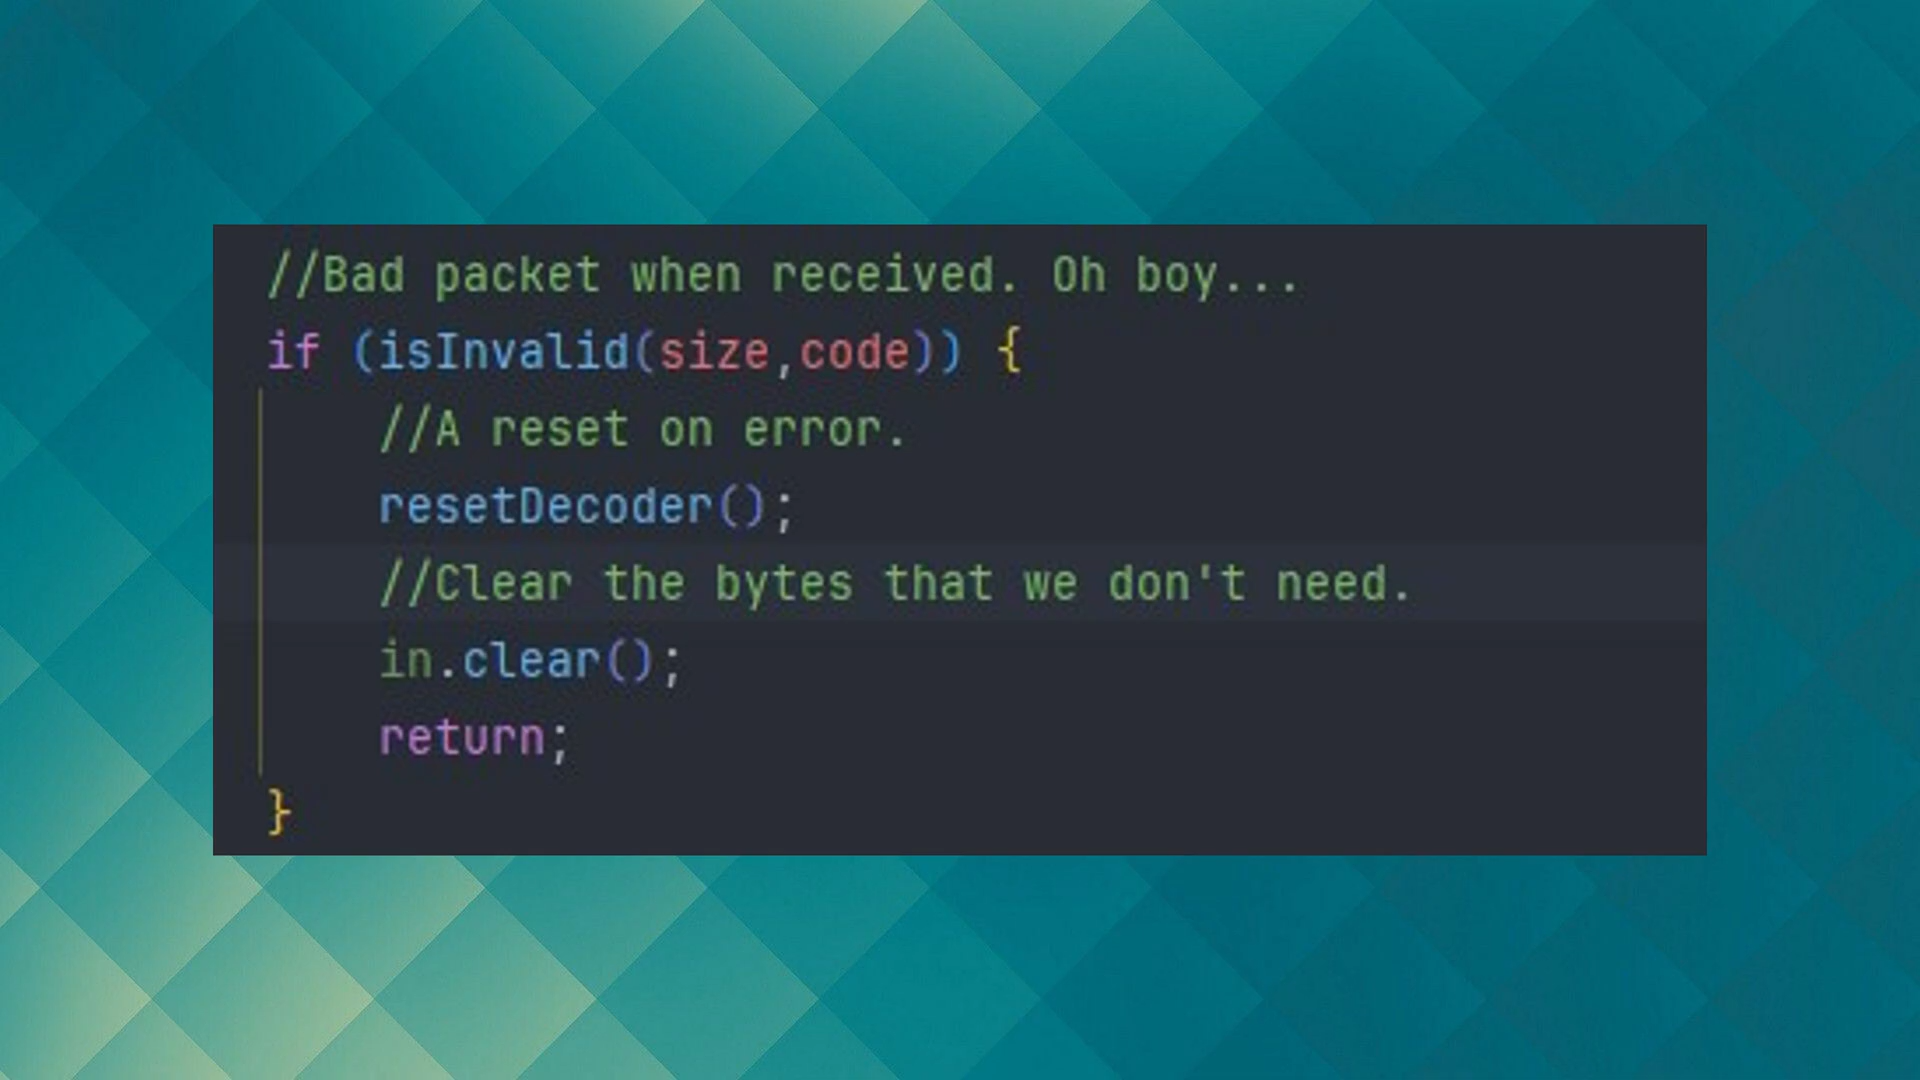 //Bad packet when received. Oh boy...
if (isInvalid(size,code)) {
//A reset on error.
resetDecoder();
//Clear the bytes that we don't need.
in.clear();
return;
}